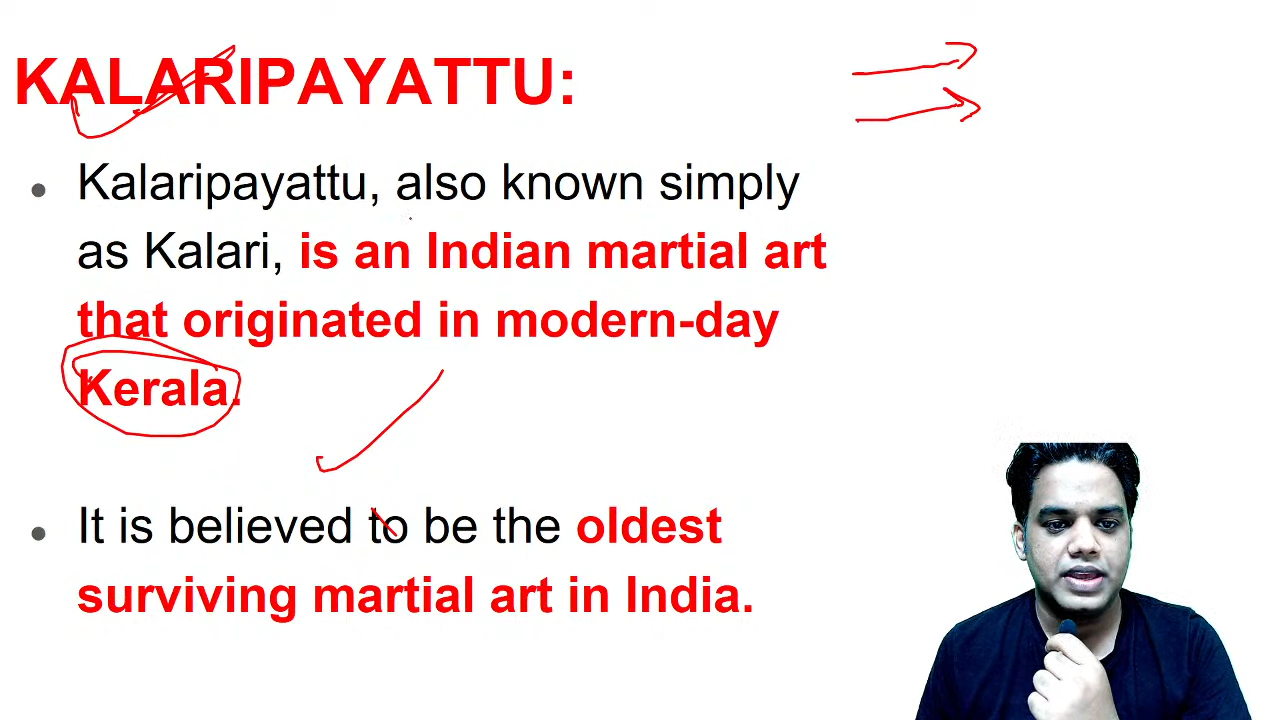 KALARIPAYATTU:
Kalaripayattu, also known simply
as Kalari, is an Indian martial art
that originated in modern-day
Kerala.
It is believed to be the oldest
surviving martial art in India.